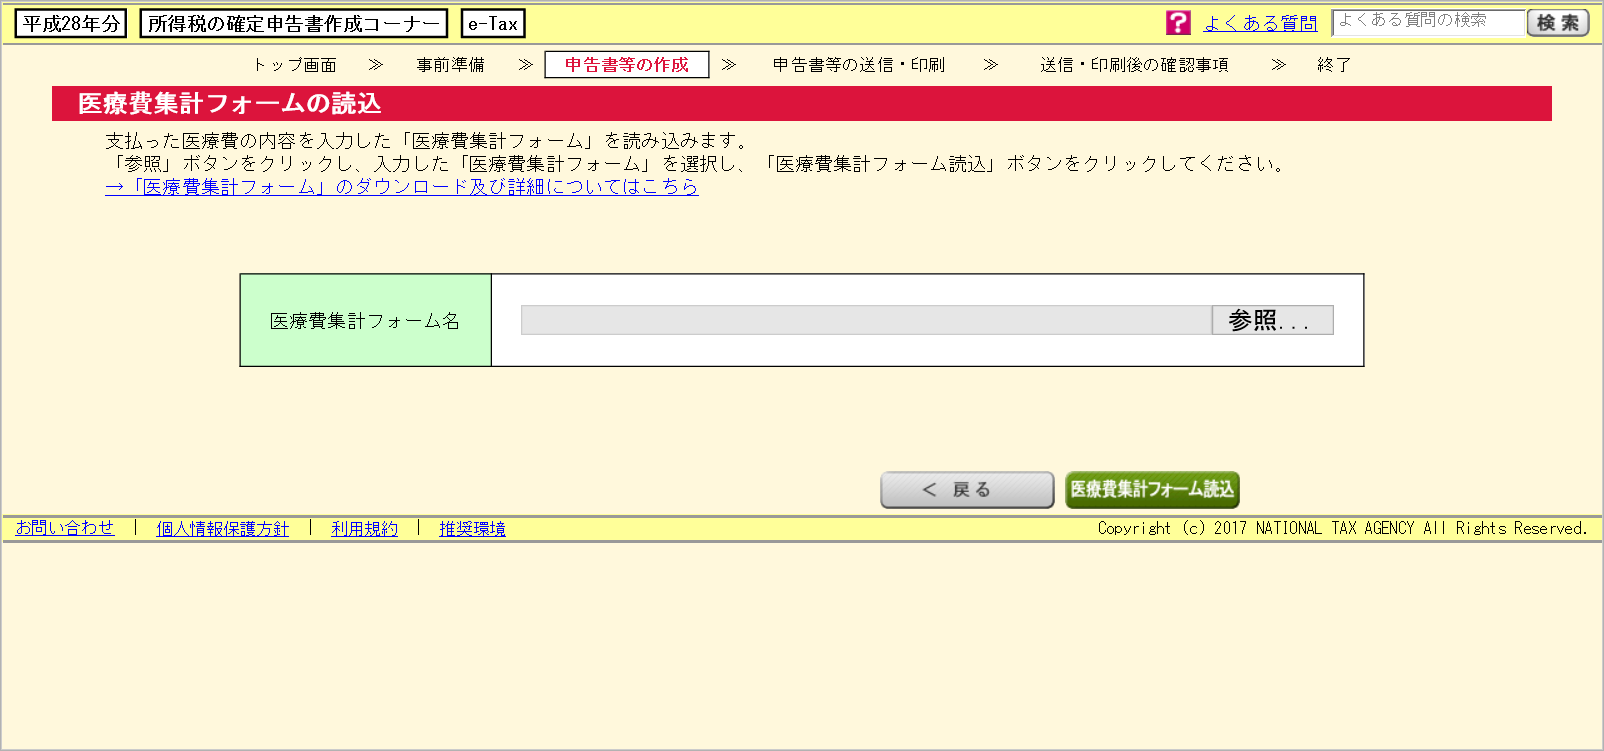 平成28年分 所得税の確定申告書作成コーナー e-Tax ? よくある質問 よくある質問の検索 検索
トップ画面 ≫ 事前準備 ≫ 申告書等の作成 ≫ 申告書等の送信・印刷 ≫ 送信・印刷後の確認事項 ≫ 終了
医療費集計フォームの読込
支払った医療費の内容を入力した「医療費集計フォーム」を読み込みます。
「参照」ボタンをクリックし、入力した「医療費集計フォーム」を選択し、「医療費集計フォーム読込」ボタンをクリックしてください。
→「医療費集計フォーム」のダウンロード及び詳細についてはこちら
医療費集計フォーム名 参照...
< 戻る 医療費集計フォーム読込
お問い合わせ | 個人情報保護方針 | 利用規約 | 推奨環境 Copyright (c) 2017 NATIONAL TAX AGENCY All Rights Reserved.